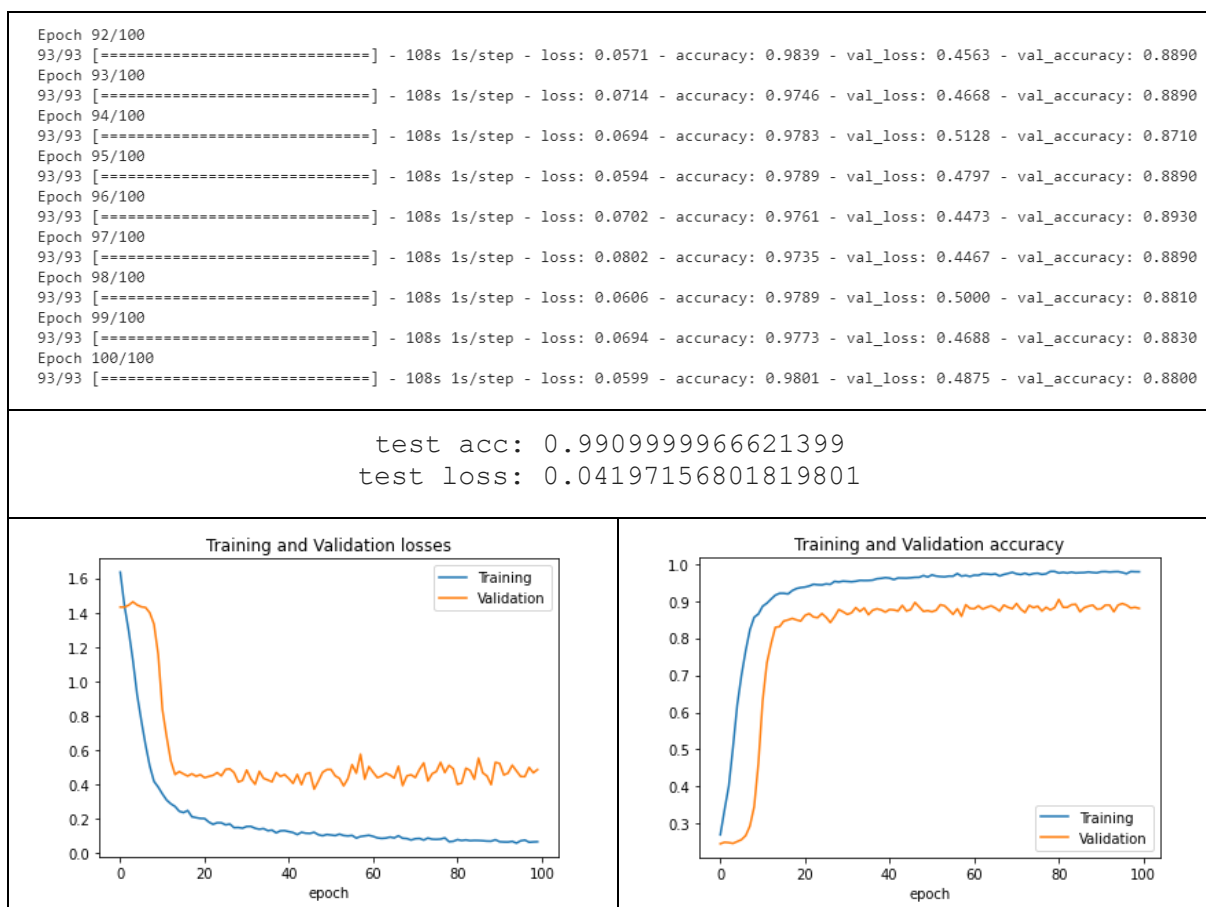 Epoch 92/100
93/93 [==============================] - 108s 1s/step - loss: 0.0571 - accuracy: 0.9839 - val_loss: 0.4563 - val_accuracy: 0.8890
Epoch 93/100
93/93 [==============================] - 108s 1s/step - loss: 0.0714 - accuracy: 0.9746 - val_loss: 0.4668 - val_accuracy: 0.8890
Epoch 94/100
93/93 [==============================] - 108s 1s/step - loss: 0.0694 - accuracy: 0.9783 - val_loss: 0.5128 - val_accuracy: 0.8710
Epoch 95/100
93/93 [==============================] - 108s 1s/step - loss: 0.0594 - accuracy: 0.9789 - val_loss: 0.4797 - val_accuracy: 0.8890
Epoch 96/100
93/93 [==============================] - 108s 1s/step - loss: 0.0702 - accuracy: 0.9761 - val_loss: 0.4473 - val_accuracy: 0.8930
Epoch 97/100
93/93 [==============================] - 108s 1s/step - loss: 0.0802 - accuracy: 0.9735 - val_loss: 0.4467 - val_accuracy: 0.8890
Epoch 98/100
93/93 [==============================] - 108s 1s/step - loss: 0.0606 - accuracy: 0.9789 - val_loss: 0.5000 - val_accuracy: 0.8810
Epoch 99/100
93/93 [==============================] - 108s 1s/step - loss: 0.0694 - accuracy: 0.9773 - val_loss: 0.4688 - val_accuracy: 0.8830
Epoch 100/100
93/93 [==============================] - 108s 1s/step - loss: 0.0599 - accuracy: 0.9801 - val_loss: 0.4875 - val_accuracy: 0.8800
test acc: 0.9909999966621399
test loss: 0.04197156801819801
Training and Validation losses
Training
Validation
1.6
1.4
1.2
1.0
0.8
0.6
0.4
0.2
0.0
0 20 40 60 80 100
epoch
Training and Validation accuracy
1.0
0.9
0.8
0.7
0.6
0.5
0.4
0.3
Training
Validation
0 20 40 60 80 100
epoch